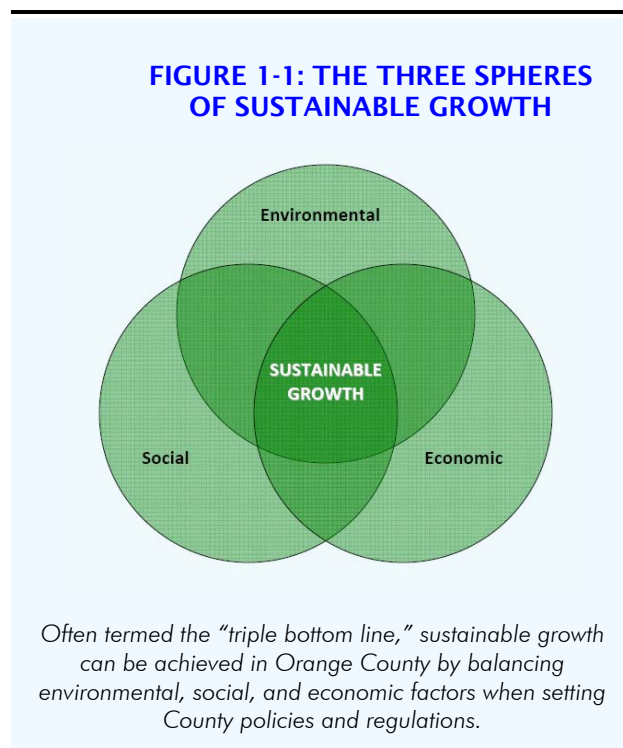 FIGURE 1-1: THE THREE SPHERES
OF SUSTAINABLE GROWTH
Environmental
SUSTAINABLE
GROWTH
Social
Economic
Often termed the “triple bottom line,” sustainable growth
can be achieved in Orange County by balancing
environmental, social, and economic factors when setting
County policies and regulations.